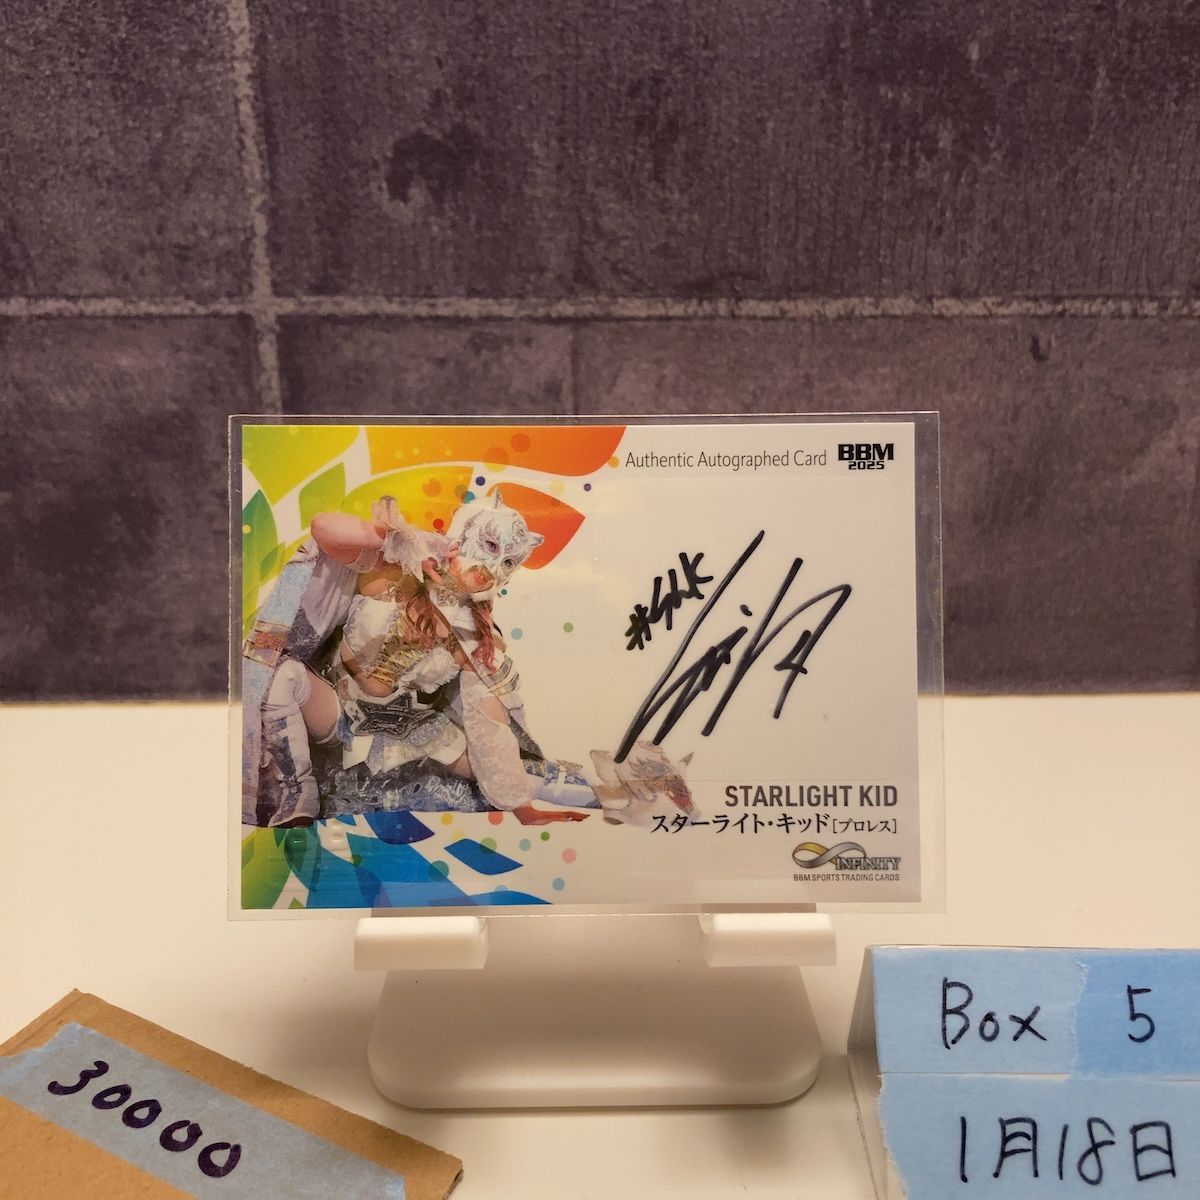 Authentic Autographed Card BBM
2025
#SLK
STARLIGHT KID
スターライト・キッド[プロレス]
INFINITY
BBM SPORTS TRADING CARDS
30000
Box 5
1月18日